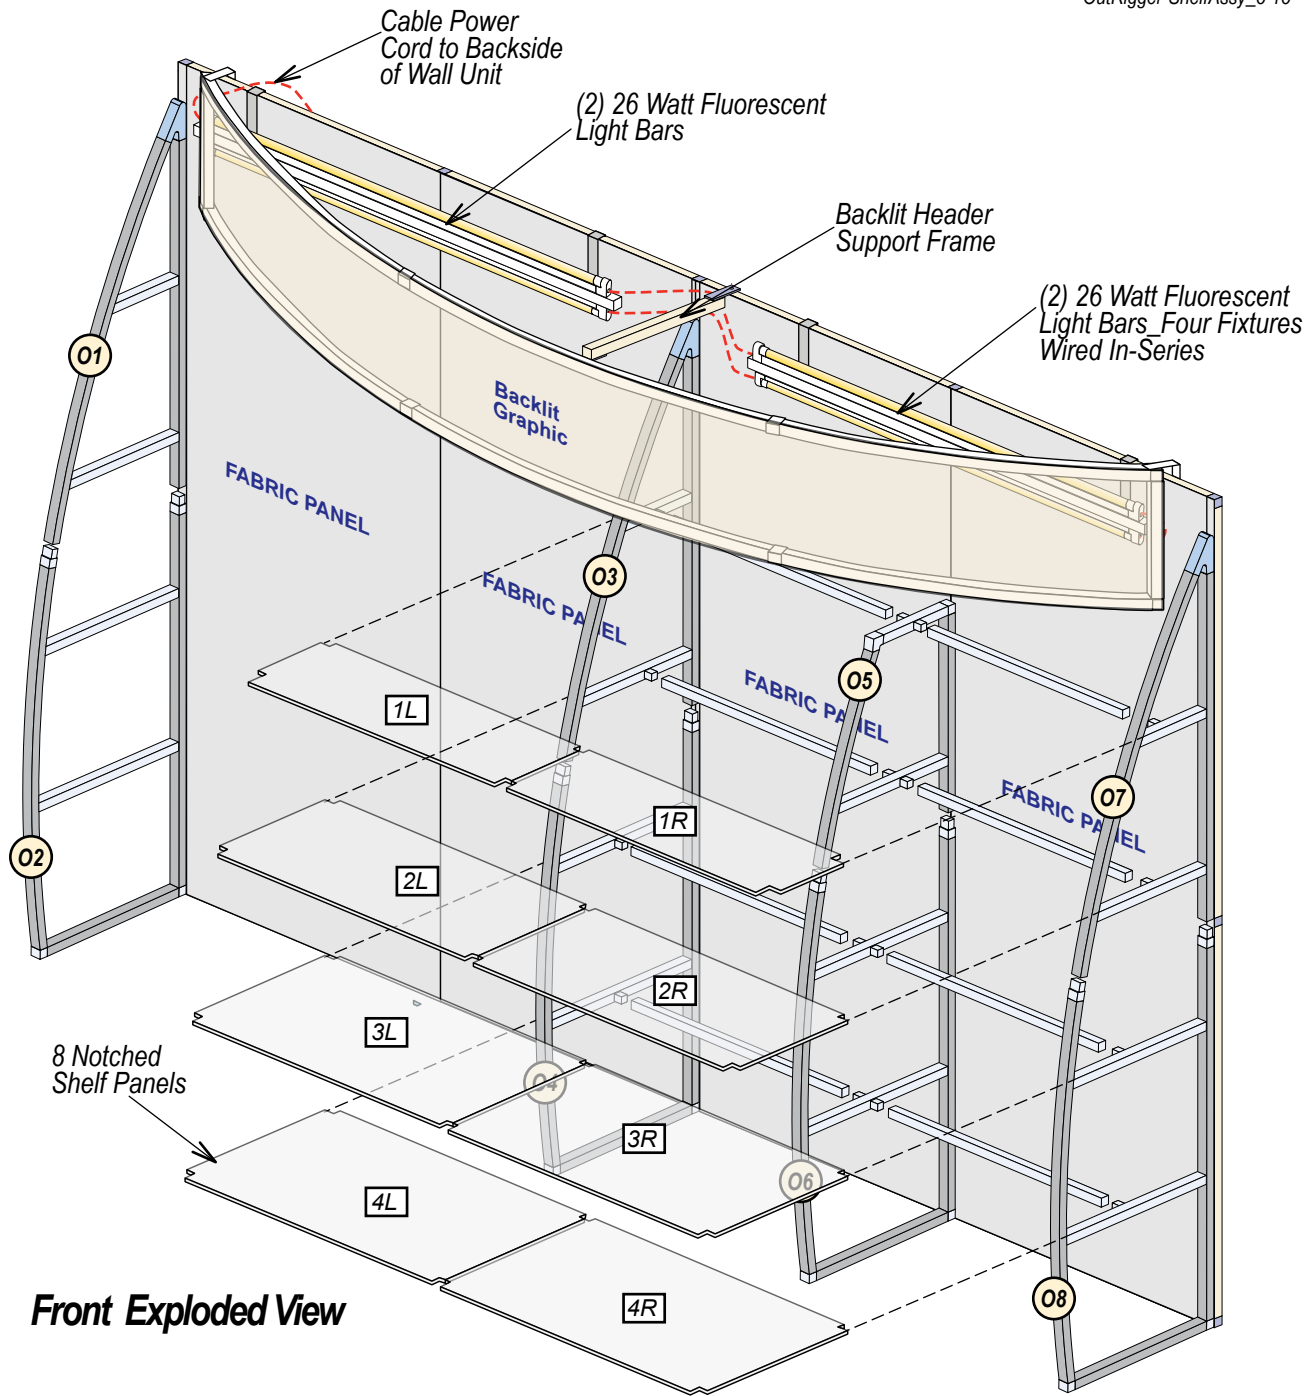 Cable Power
Cord to Backside
of Wall Unit
(2) 26 Watt Fluorescent
Light Bars
Backlit Header
Support Frame
(2) 26 Watt Fluorescent
Light Bars_Four Fixtures
Wired In-Series
O1
Backlit
Graphic
FABRIC PANEL
O3
FABRIC PANEL
O5
FABRIC PANEL
1L
O7
FABRIC PANEL
1R
O2
2L
2R
3L
8 Notched
Shelf Panels
O4
3R
O6
4L
4R
O8
Front Exploded View